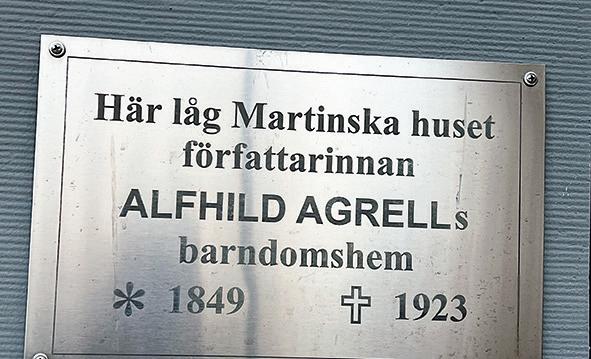 Här låg Martinska huset
författarinnan
ALFHILD AGRELLs
barndomshem
* 1849 ✝ 1923